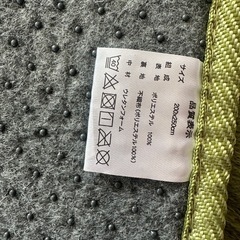 品質表示
サイズ 200x250cm
組成
表地 ポリエステル 100%
裏地 不織布(ポリエステル100%)
中材 ウレタンフォーム